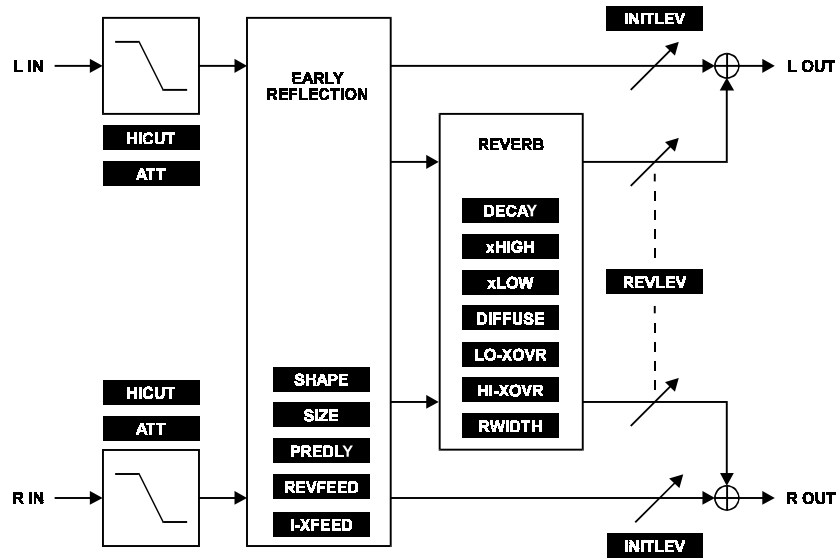 INITLEV
L IN
EARLY
REFLECTION
L OUT
HICUT
ATT
REVERB
DECAY
xHIGH
xLOW
REVLEV
DIFFUSE
LO-XOVR
HI-XOVR
RWIDTH
HICUT
ATT
SHAPE
SIZE
PREDLY
REVFEED
I-XFEED
R IN
R OUT
INITLEV